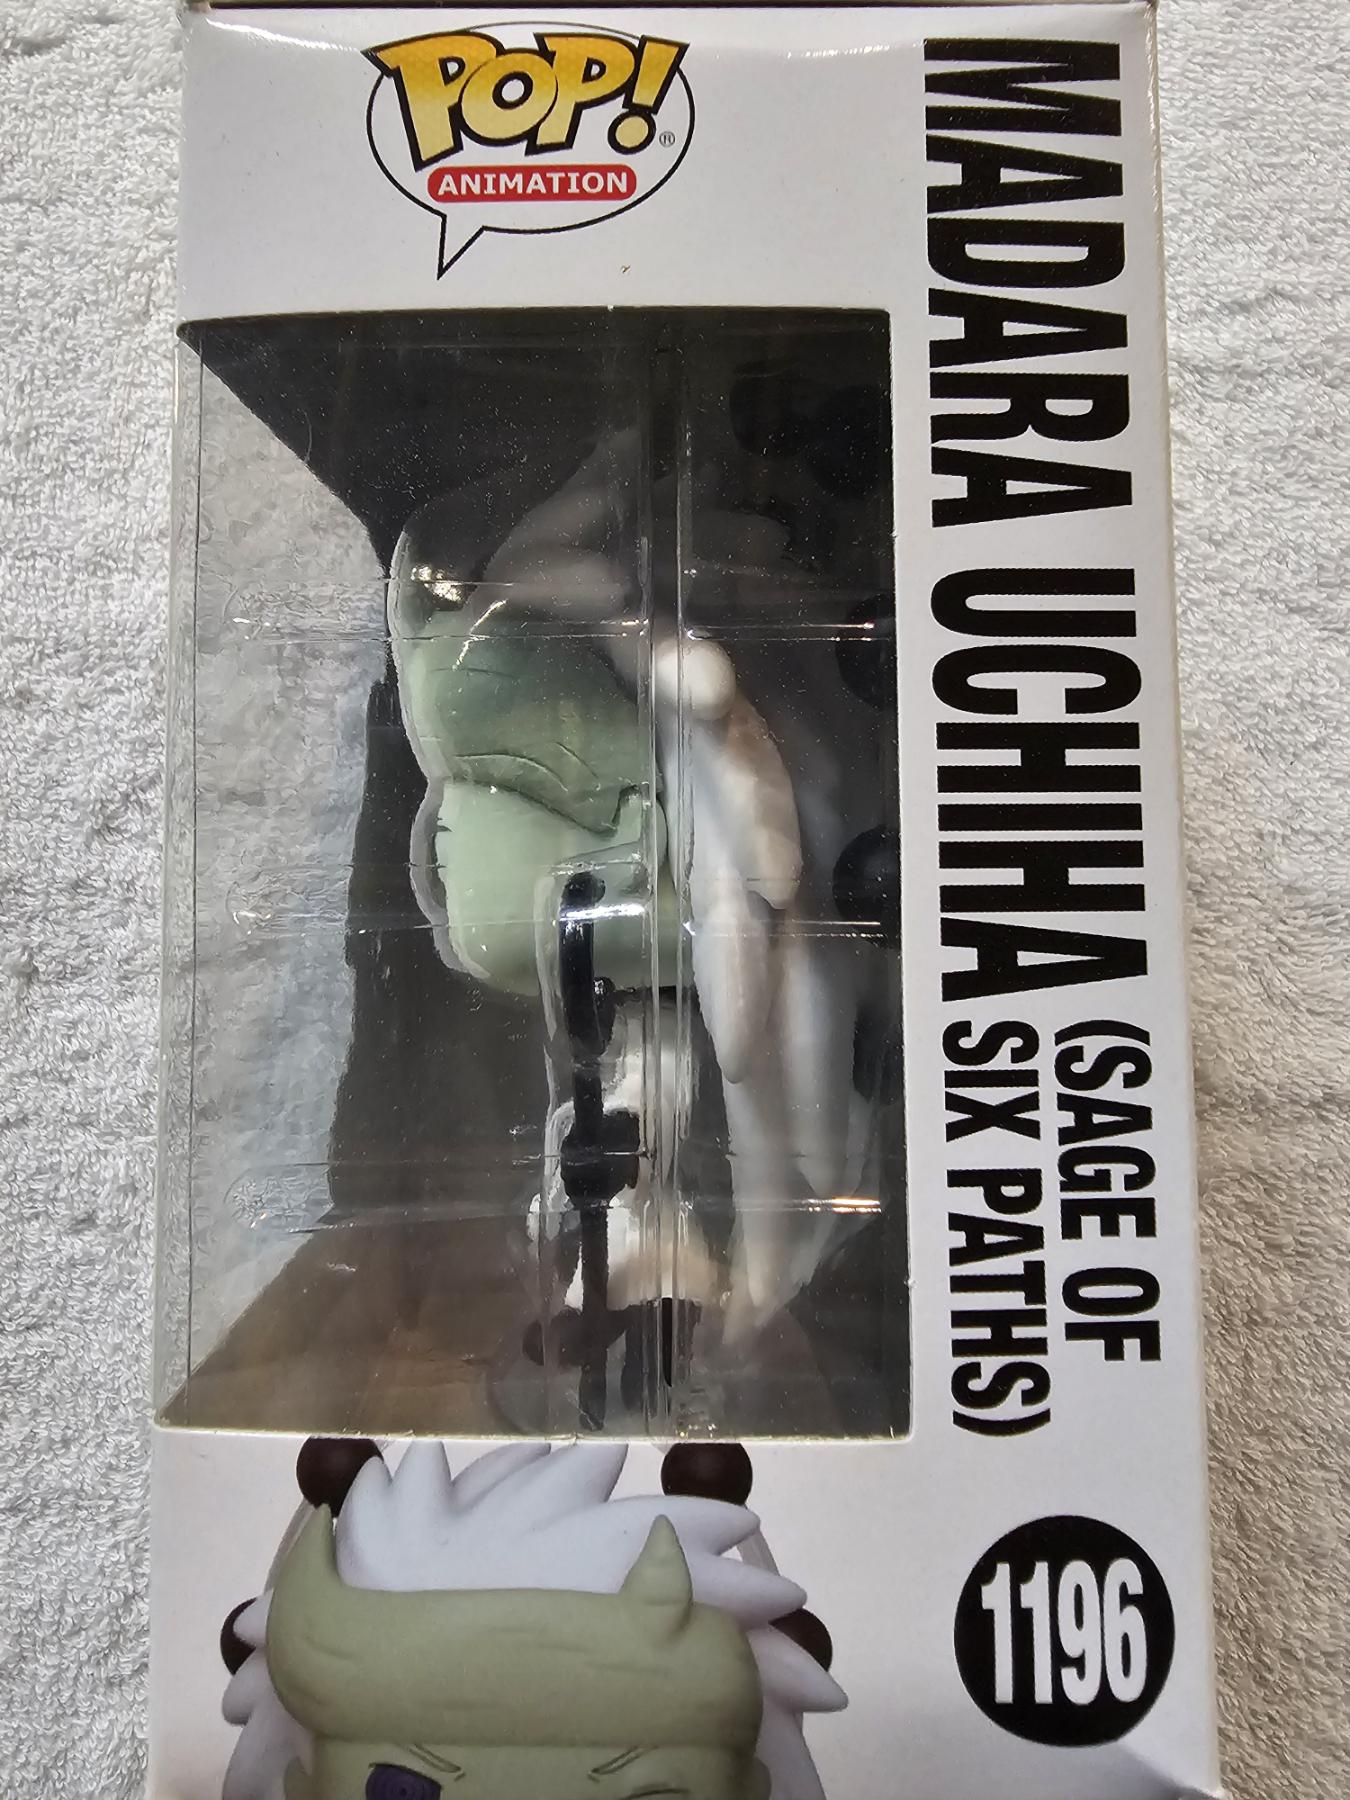 POP! ®
ANIMATION
MADARA UCHIHA (SAGE OF
SIX PATHS)
1196